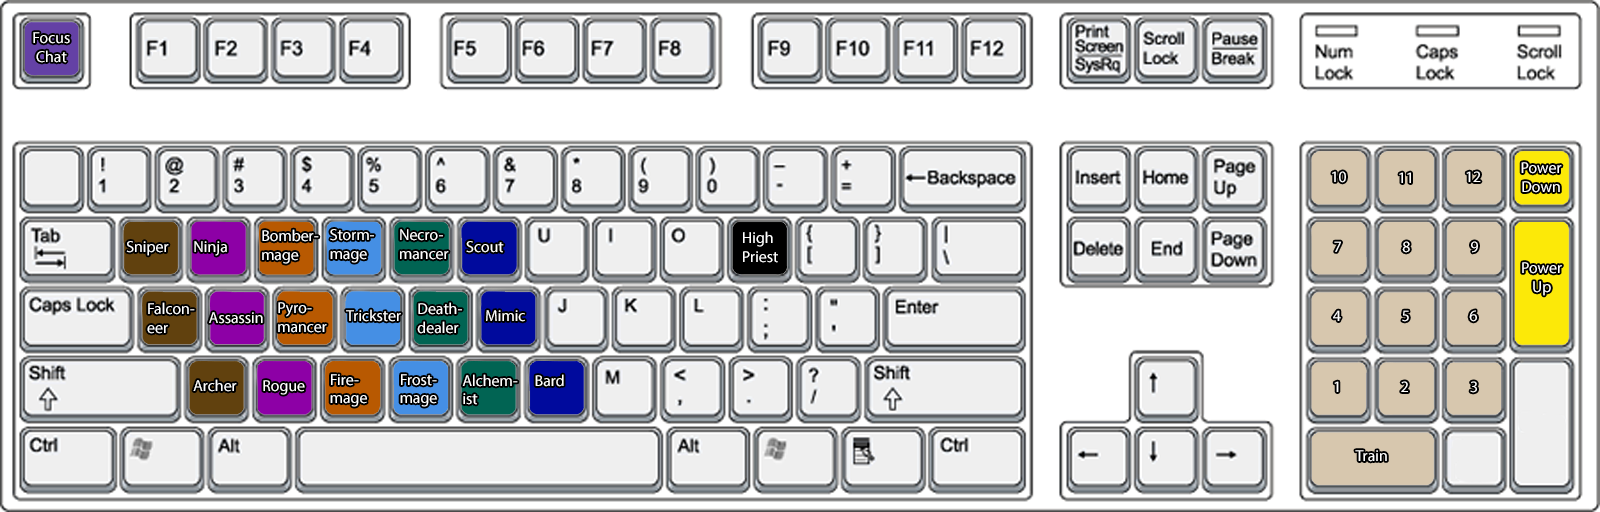 Focus
Chat
F1
F2
F3
F4
F5
F6
F7
F8
F9
F10
F11
F12
Print
Screen
SysRq
Scroll
Lock
Pause
Break
Num
Lock
Caps
Lock
Scroll
Lock
!
1
@
2
#
3
$
4
%
5
^
6
&
7
*
8
(
9
)
0
–
-
+
=
←Backspace
Insert
Home
Page
Up
10
11
12
Power
Down
Tab
Sniper
Ninja
Bomber-
mage
Storm-
mage
Necro-
mancer
Scout
U
I
O
High
Priest
{
[
}
]
|
\
Delete
End
Page
Down
7
8
9
Power
Up
Caps Lock
Falcon-
eer
Assassin
Pyro-
mancer
Trickster
Death-
dealer
Mimic
J
K
L
:
;
"
'
Enter
4
5
6
Shift
Archer
Rogue
Fire-
mage
Frost-
mage
Alchem-
ist
Bard
M
<
,
>
.
?
/
Shift
↑
1
2
3
Ctrl
Alt
Alt
Ctrl
←
↓
→
Train